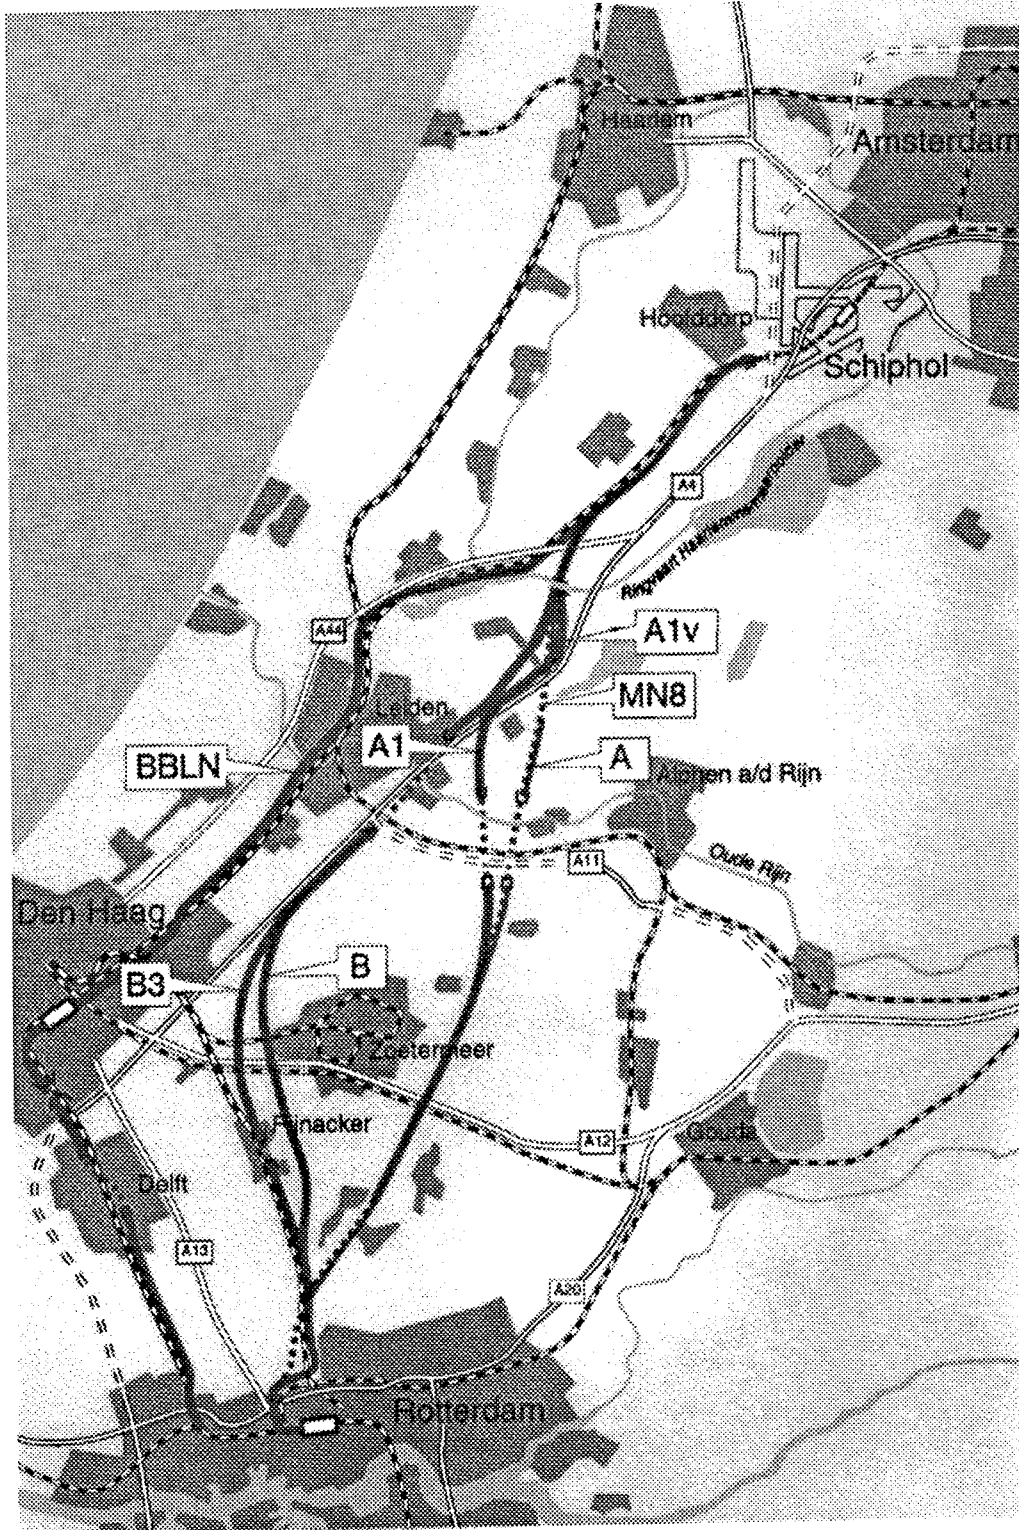 Haarlem
Amsterdam
Hoofddorp
Schiphol
A4
Ringvaart Haarlemmermeerpolder
A44
A1v
MN8
Leiden
A1
A
BBLN
Alphen a/d Rijn
A11
Oude Rijn
Den Haag
B
B3
Zoetermeer
Pijnacker
A12
Gouda
Delft
A13
A20
Rotterdam